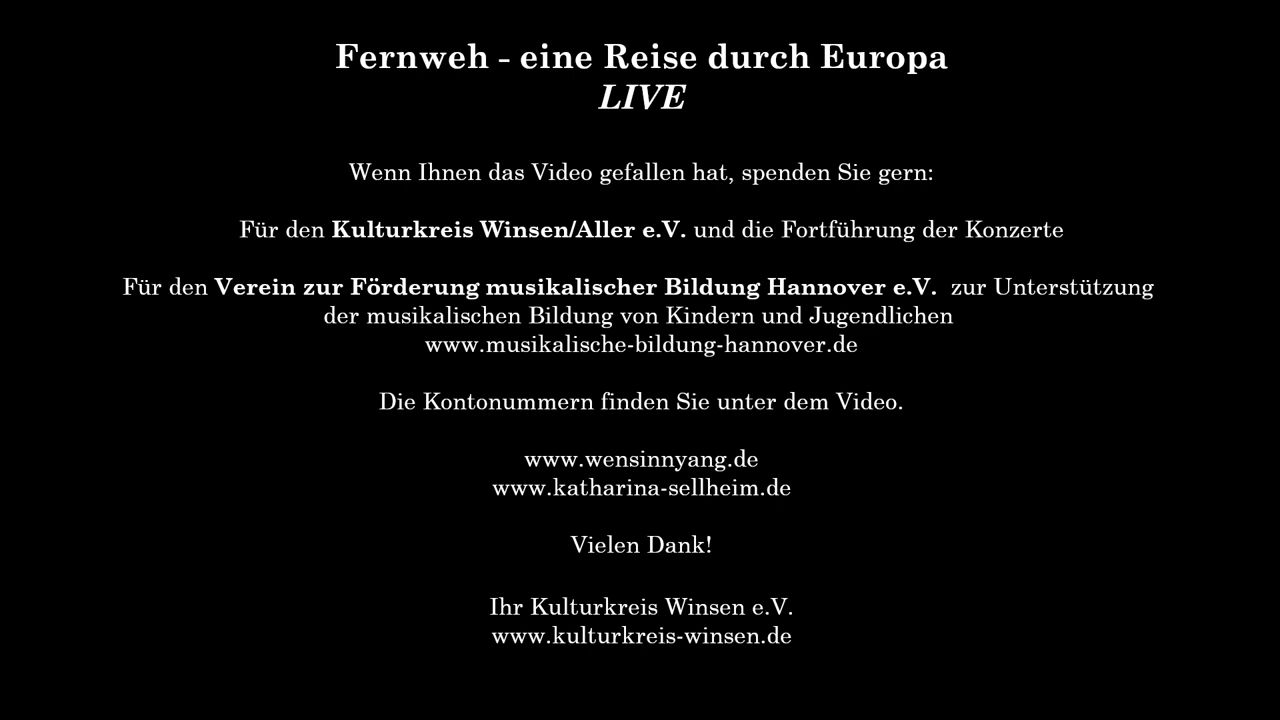 Fernweh - eine Reise durch Europa
LIVE
Wenn Ihnen das Video gefallen hat, spenden Sie gern:
Für den Kulturkreis Winsen/Aller e.V. und die Fortführung der Konzerte
Für den Verein zur Förderung musikalischer Bildung Hannover e.V. zur Unterstützung
der musikalischen Bildung von Kindern und Jugendlichen
www.musikalische-bildung-hannover.de
Die Kontonummern finden Sie unter dem Video.
www.wensinnyang.de
www.katharina-sellheim.de
Vielen Dank!
Ihr Kulturkreis Winsen e.V.
www.kulturkreis-winsen.de